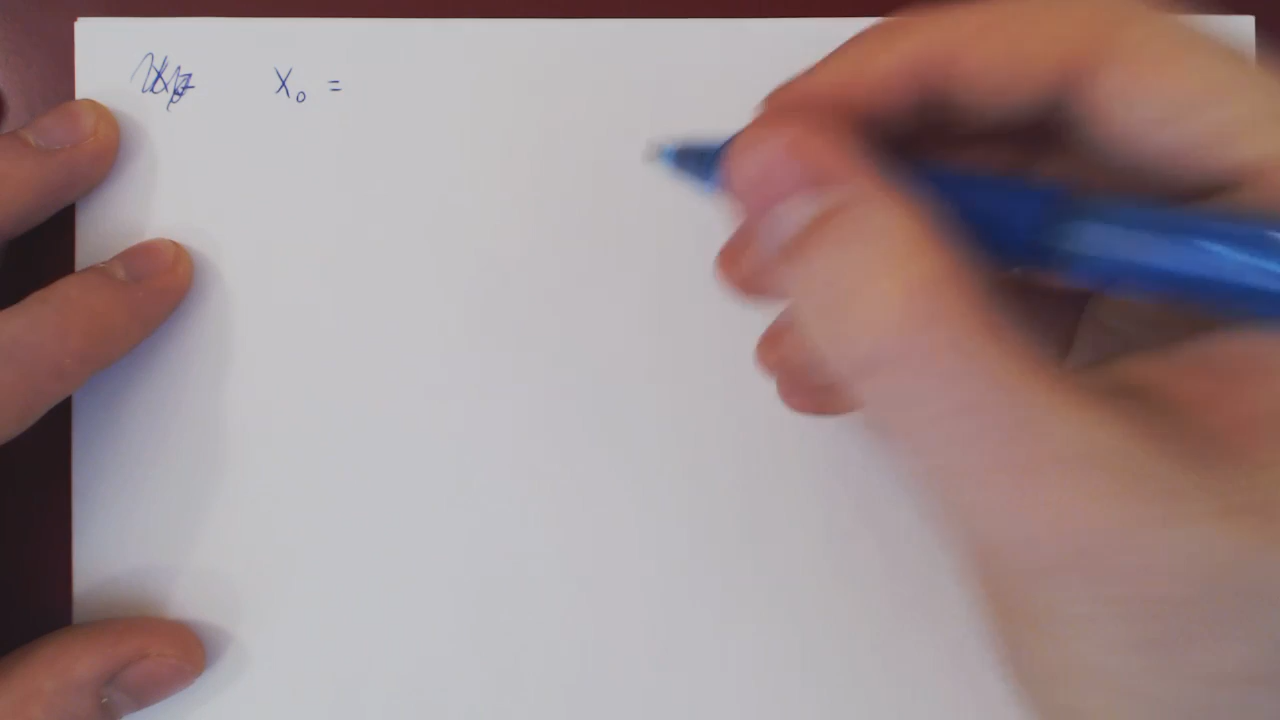 X₀ =